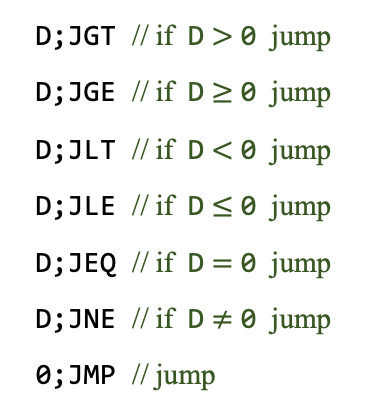 D;JGT // if D > 0 jump
D;JGE // if D ≥ 0 jump
D;JLT // if D < 0 jump
D;JLE // if D ≤ 0 jump
D;JEQ // if D = 0 jump
D;JNE // if D ≠ 0 jump
0;JMP // jump